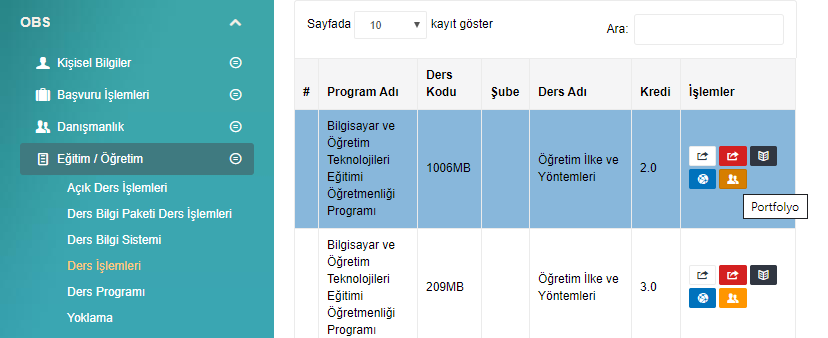 OBS
Kişisel Bilgiler
Başvuru İşlemleri
Danışmanlık
Eğitim / Öğretim
Açık Ders İşlemleri
Ders Bilgi Paketi Ders İşlemleri
Ders Bilgi Sistemi
Ders İşlemleri
Ders Programı
Yoklama
Sayfada 10 kayıt göster
Ara:
# Program Adı Ders Kodu Şube Ders Adı Kredi İşlemler
Bilgisayar ve
Öğretim
Teknolojileri
Eğitimi
Öğretmenliği
Programı
1006MB
Öğretim İlke ve
Yöntemleri
2.0
Portfolyo
Bilgisayar ve
Öğretim
Teknolojileri
Eğitimi
Öğretmenliği
Programı
209MB
Öğretim İlke ve
Yöntemleri
3.0